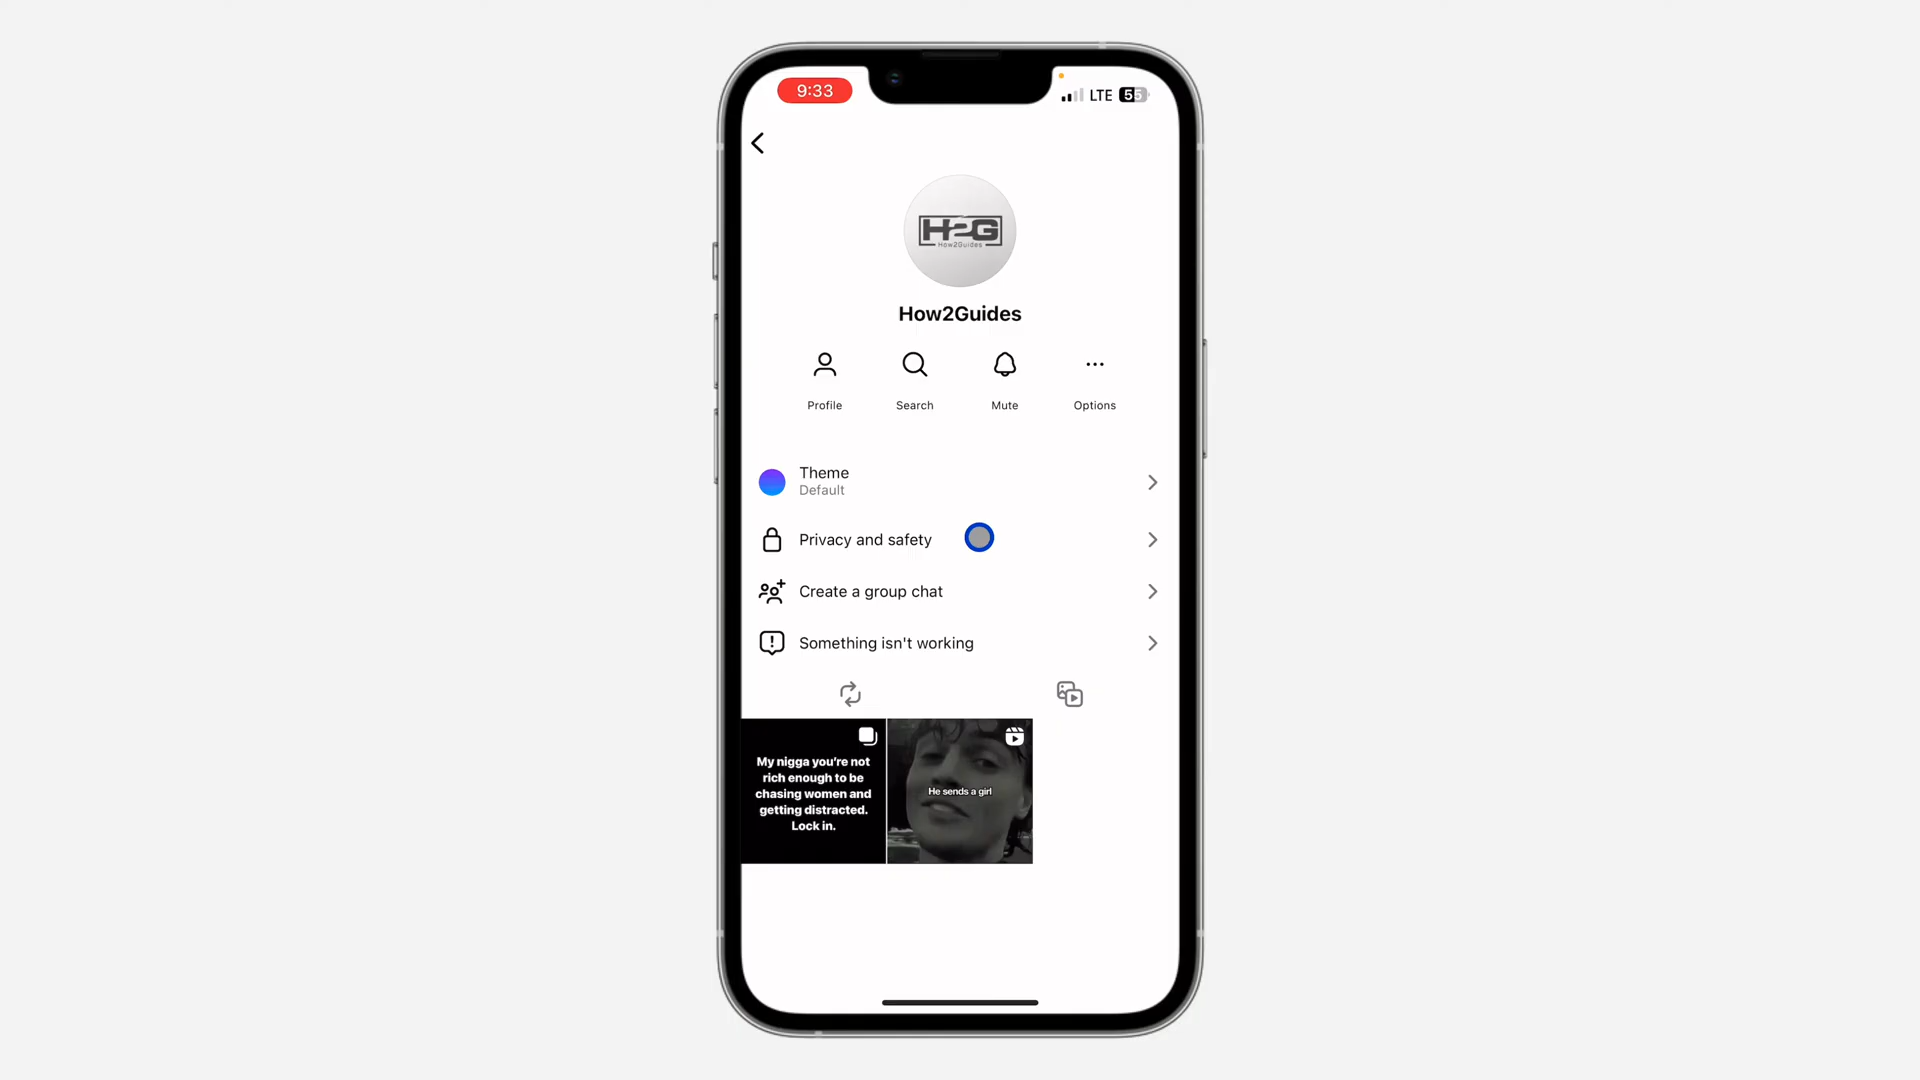 9:33
LTE 55
H2G
How2Guides
How2Guides
Profile
Search
Mute
Options
Theme
Default
Privacy and safety
Create a group chat
Something isn't working
My nigga you're not
rich enough to be
chasing women and
getting distracted.
Lock in.
He sends a girl